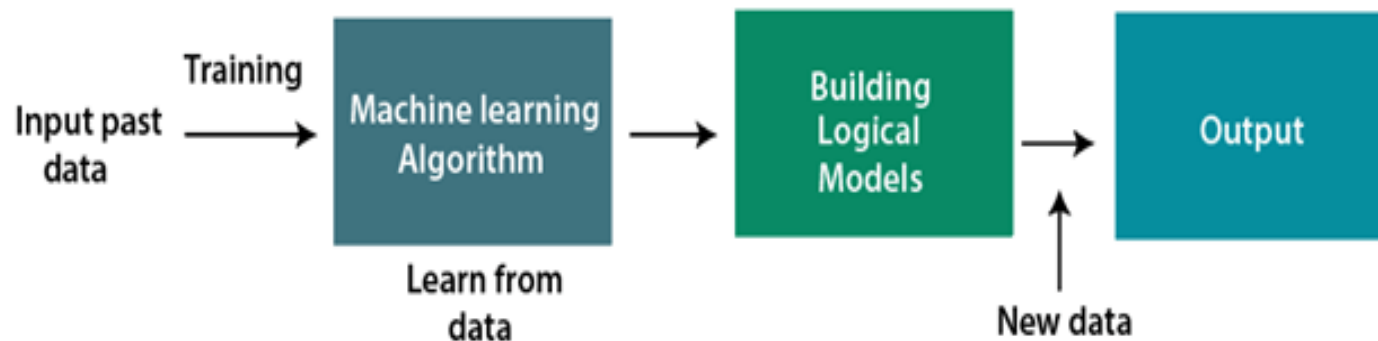 Training
Input past
data
Machine learning
Algorithm
Learn from
data
Building
Logical
Models
New data
Output